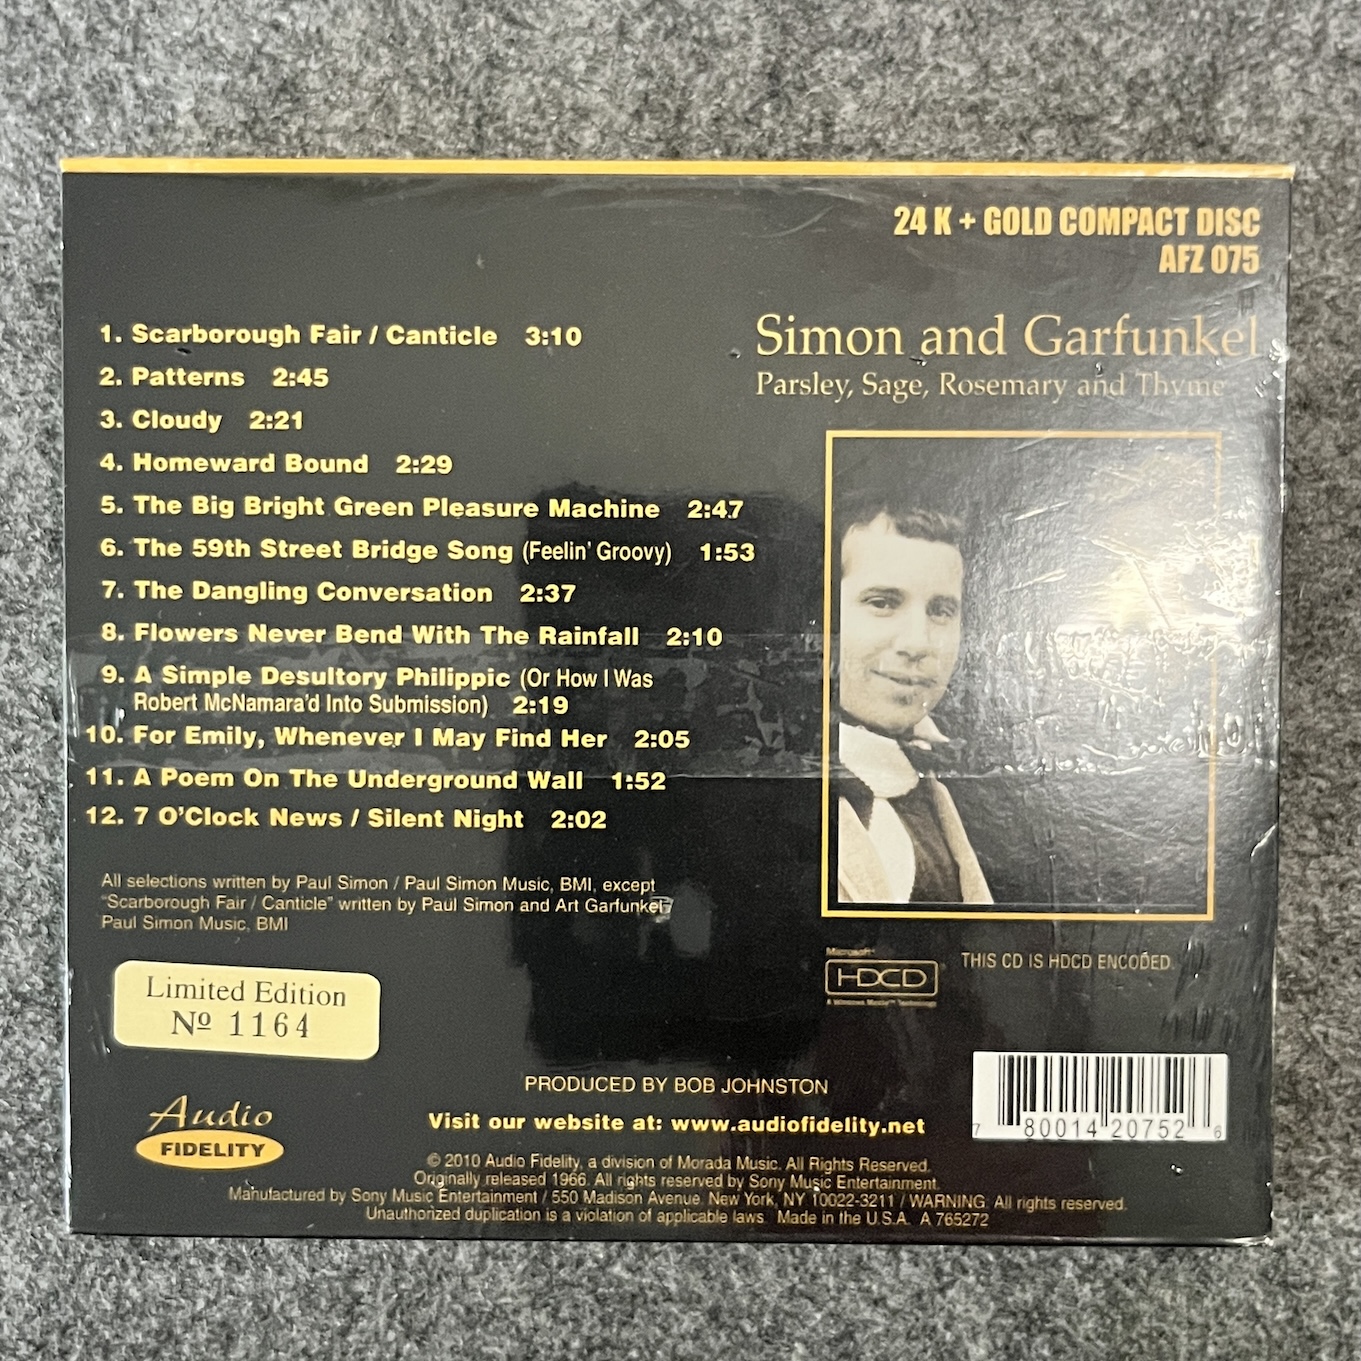 24 K + GOLD COMPACT DISC
AFZ 075
Simon and Garfunkel
Parsley, Sage, Rosemary and Thyme
1. Scarborough Fair / Canticle 3:10
2. Patterns 2:45
3. Cloudy 2:21
4. Homeward Bound 2:29
5. The Big Bright Green Pleasure Machine 2:47
6. The 59th Street Bridge Song (Feelin' Groovy) 1:53
7. The Dangling Conversation 2:37
8. Flowers Never Bend With The Rainfall 2:10
9. A Simple Desultory Philippic (Or How I Was
Robert McNamara'd Into Submission) 2:19
10. For Emily, Whenever I May Find Her 2:05
11. A Poem On The Underground Wall 1:52
12. 7 O'Clock News / Silent Night 2:02
All selections written by Paul Simon / Paul Simon Music, BMI, except
"Scarborough Fair / Canticle" written by Paul Simon and Art Garfunkel-
Paul Simon Music, BMI
Microsoft
HDCD
A Windows Media Technology
THIS CD IS HDCD ENCODED.
Limited Edition
Nº 1164
Audio
FIDELITY
PRODUCED BY BOB JOHNSTON
Visit our website at: www.audiofidelity.net
7 80014 20752 6
© 2010 Audio Fidelity, a division of Morada Music. All Rights Reserved.
Originally released 1966. All rights reserved by Sony Music Entertainment.
Manufactured by Sony Music Entertainment / 550 Madison Avenue. New York, NY 10022-3211 / WARNING: All rights reserved.
Unauthorized duplication is a violation of applicable laws. Made in the U.S.A. A 765272